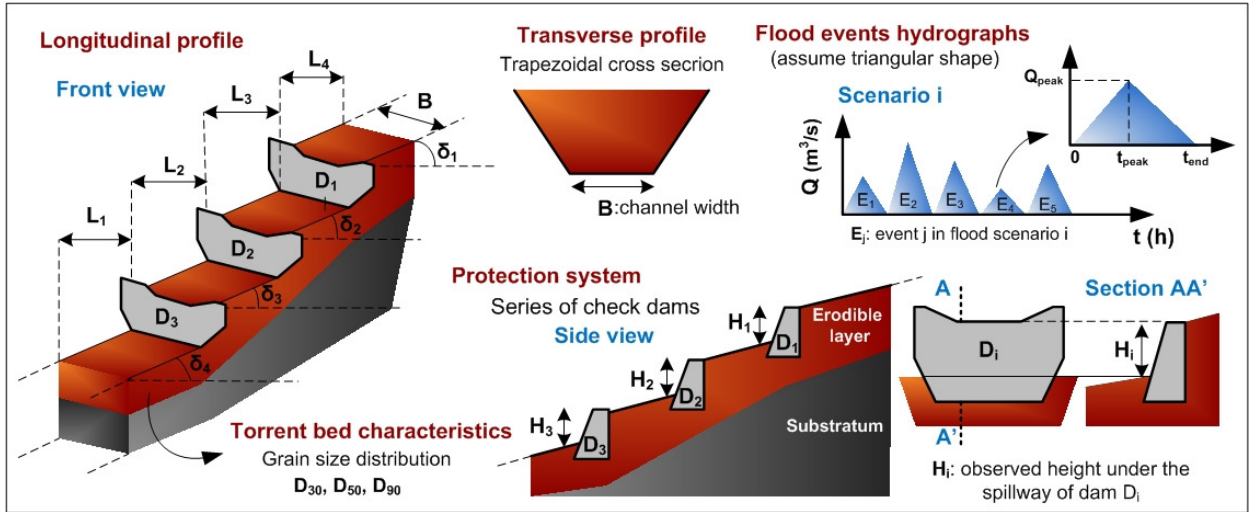 Longitudinal profile
Front view
L₄
L₃
L₂
L₁
B
δ₁
D₁
δ₂
D₂
δ₃
D₃
δ₄
Torrent bed characteristics
Grain size distribution
D₃₀, D₅₀, D₉₀
Transverse profile
Trapezoidal cross secrion
B:channel width
Flood events hydrographs
(assume triangular shape)
Scenario i
Q (m³/s)
E₁ E₂ E₃ E₄ E₅
t (h)
Eⱼ: event j in flood scenario i
Qpeak
0 tpeak tend
Protection system
Series of check dams
Side view
H₁
D₁
Erodible
layer
H₂
D₂
H₃
D₃
Substratum
A
Dᵢ
A'
Section AA'
Hᵢ
Hᵢ: observed height under the
spillway of dam Dᵢ